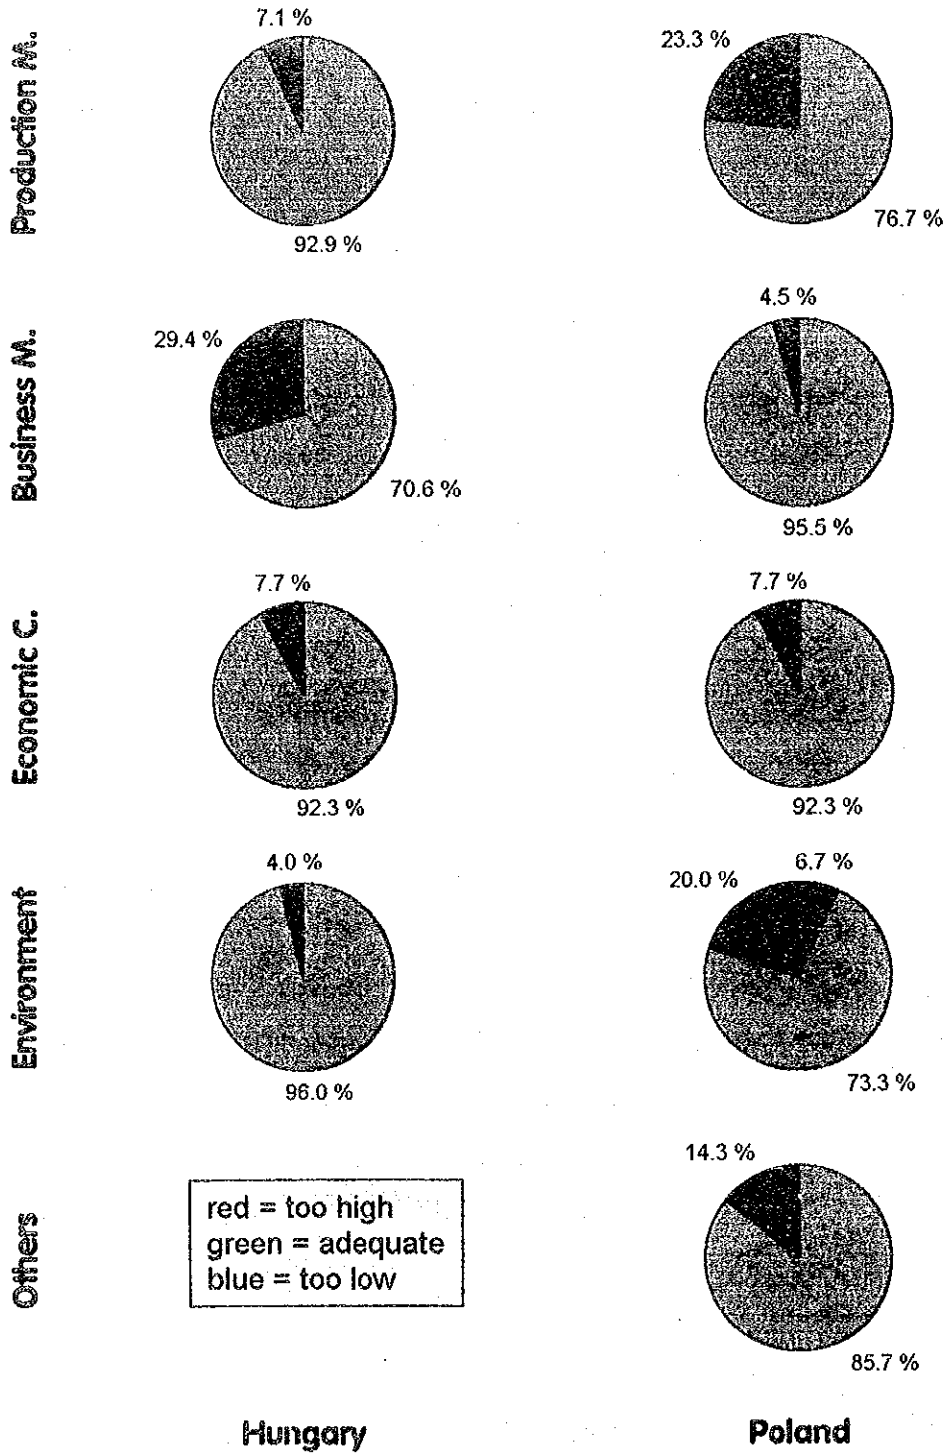 Production M.
7.1 %
92.9 %
23.3 %
76.7 %
Business M.
29.4 %
70.6 %
4.5 %
95.5 %
Economic C.
7.7 %
92.3 %
7.7 %
92.3 %
Environment
4.0 %
96.0 %
20.0 %
6.7 %
73.3 %
Others
red = too high
green = adequate
blue = too low
14.3 %
85.7 %
Hungary
Poland